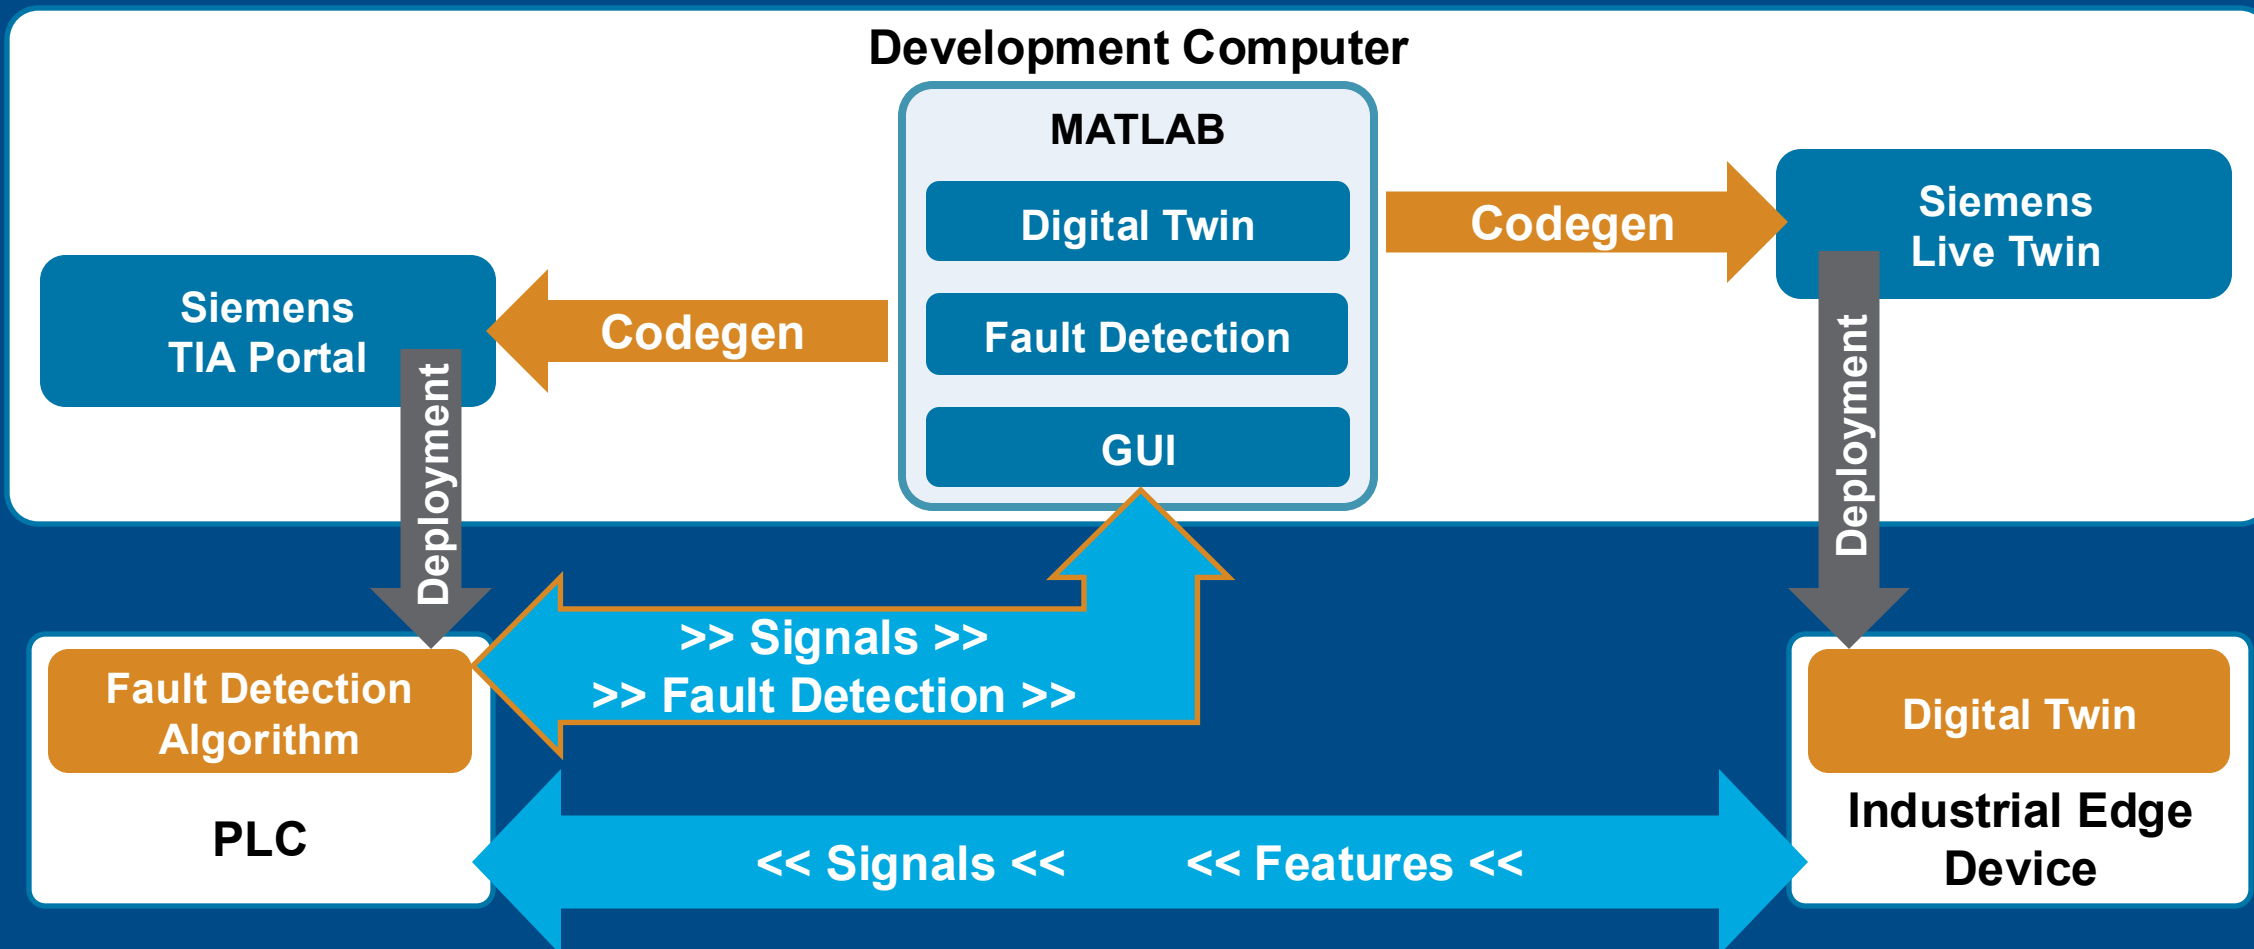 Development Computer
MATLAB
Digital Twin
Fault Detection
GUI
Codegen
Siemens
Live Twin
Codegen
Siemens
TIA Portal
Deployment
Deployment
>> Signals >>
>> Fault Detection >>
Fault Detection
Algorithm
PLC
Digital Twin
Industrial Edge
Device
<< Signals << << Features <<